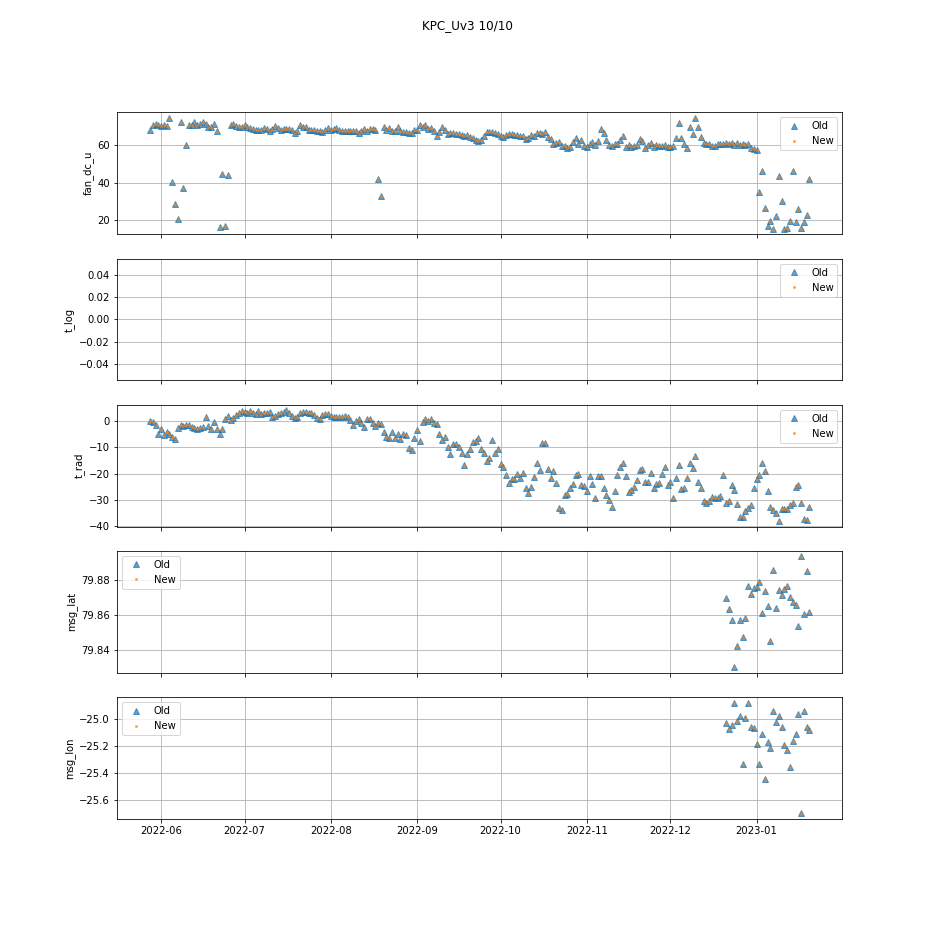 KPC_Uv3 10/10
60
40
20
fan_dc_u
Old
New
0.04
0.02
0.00
−0.02
−0.04
t_log
Old
New
0
−10
−20
−30
−40
t_rad
Old
New
79.88
79.86
79.84
msg_lat
Old
New
−25.0
−25.2
−25.4
−25.6
msg_lon
Old
New
2022-06 2022-07 2022-08 2022-09 2022-10 2022-11 2022-12 2023-01